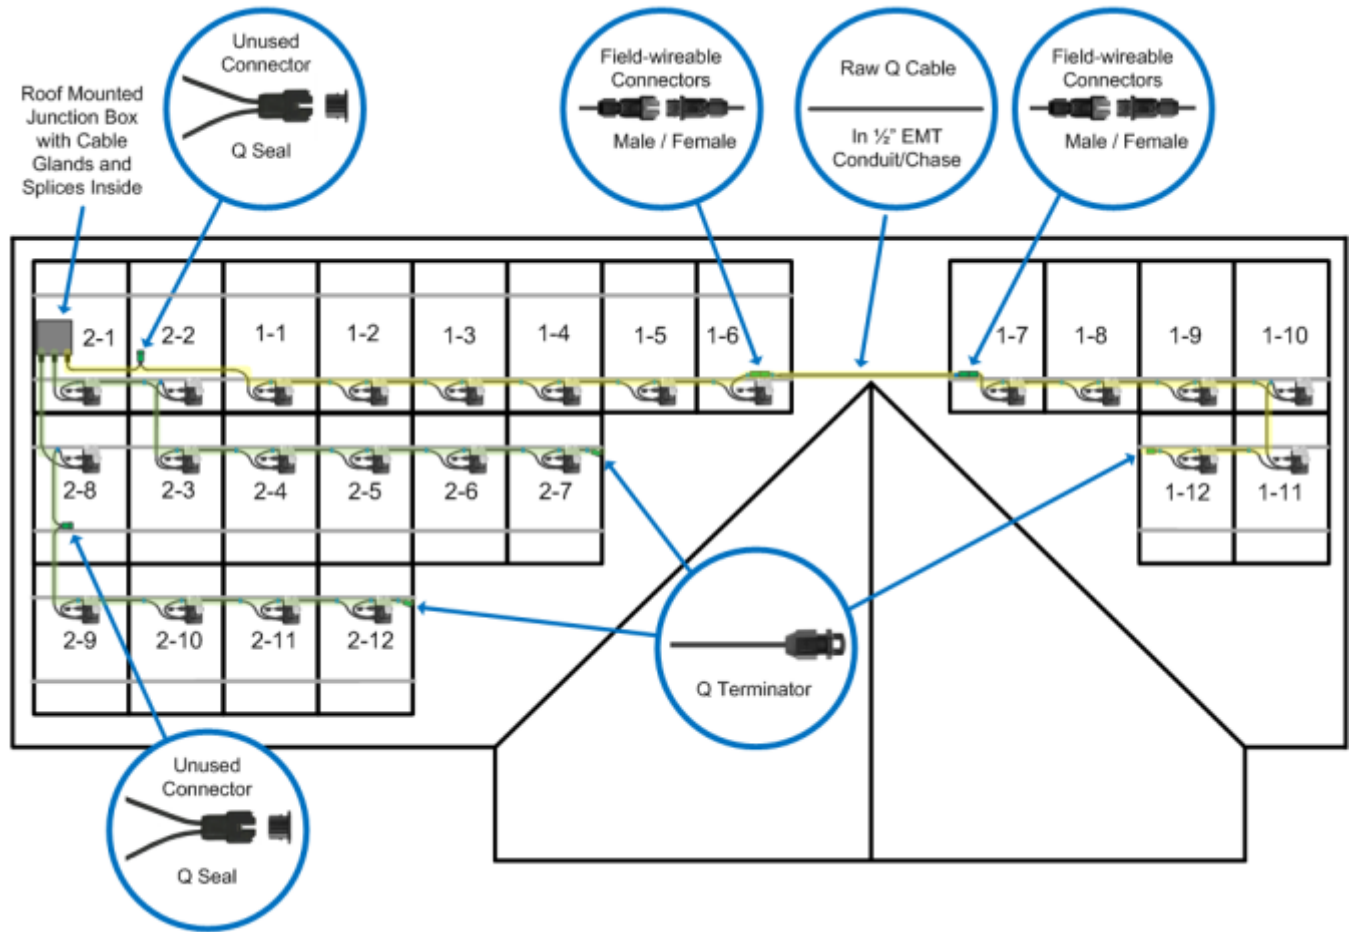 Unused
Connector
Q Seal
Field-wireable
Connectors
Male / Female
Raw Q Cable
In ½” EMT
Conduit/Chase
Field-wireable
Connectors
Male / Female
Roof Mounted
Junction Box
with Cable
Glands and
Splices Inside
2-1
2-2
1-1
1-2
1-3
1-4
1-5
1-6
1-7
1-8
1-9
1-10
2-8
2-3
2-4
2-5
2-6
2-7
1-12
1-11
2-9
2-10
2-11
2-12
Q Terminator
Unused
Connector
Q Seal